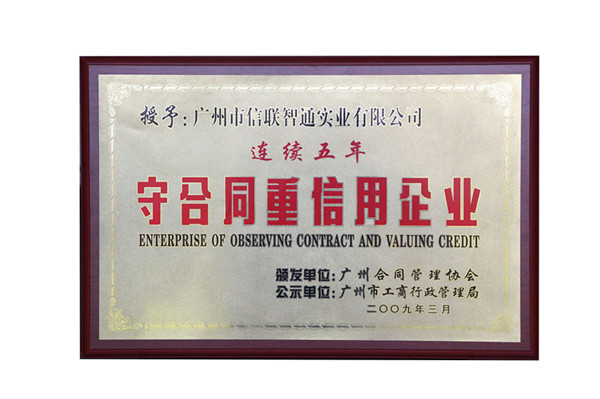 授予:广州市信联智通实业有限公司
连续五年
守合同重信用企业
ENTERPRISE OF OBSERVING CONTRACT AND VALUING CREDIT
颁发单位:广州合同管理协会
公示单位:广州市工商行政管理局
二〇〇九年三月